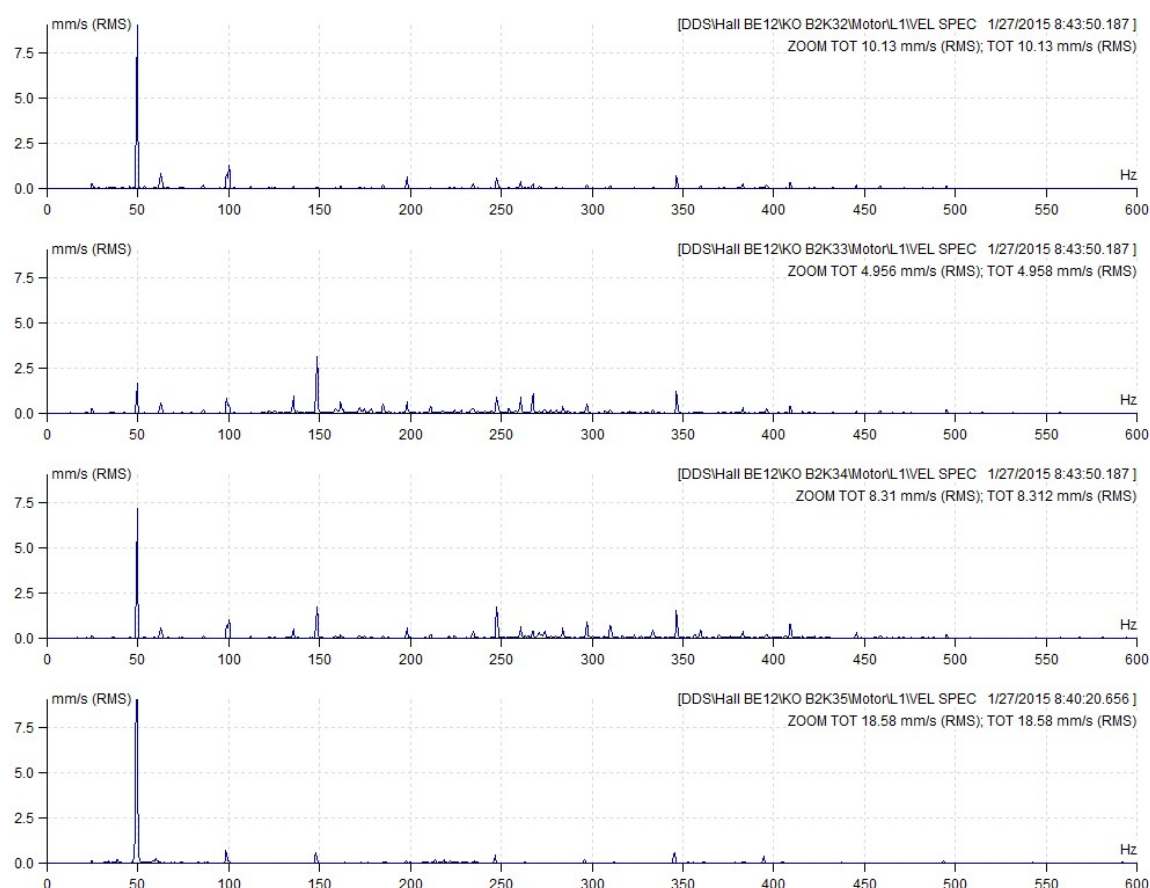 mm/s (RMS)
[DDS\Hall BE12\KO B2K32\Motor\L1\VEL SPEC 1/27/2015 8:43:50.187 ]
ZOOM TOT 10.13 mm/s (RMS); TOT 10.13 mm/s (RMS)
7.5
5.0
2.5
0.0
Hz
0 50 100 150 200 250 300 350 400 450 500 550 600
mm/s (RMS)
[DDS\Hall BE12\KO B2K33\Motor\L1\VEL SPEC 1/27/2015 8:43:50.187 ]
ZOOM TOT 4.956 mm/s (RMS); TOT 4.958 mm/s (RMS)
7.5
5.0
2.5
0.0
Hz
0 50 100 150 200 250 300 350 400 450 500 550 600
mm/s (RMS)
[DDS\Hall BE12\KO B2K34\Motor\L1\VEL SPEC 1/27/2015 8:43:50.187 ]
ZOOM TOT 8.31 mm/s (RMS); TOT 8.312 mm/s (RMS)
7.5
5.0
2.5
0.0
Hz
0 50 100 150 200 250 300 350 400 450 500 550 600
mm/s (RMS)
[DDS\Hall BE12\KO B2K35\Motor\L1\VEL SPEC 1/27/2015 8:40:20.656 ]
ZOOM TOT 18.58 mm/s (RMS); TOT 18.58 mm/s (RMS)
7.5
5.0
2.5
0.0
Hz
0 50 100 150 200 250 300 350 400 450 500 550 600